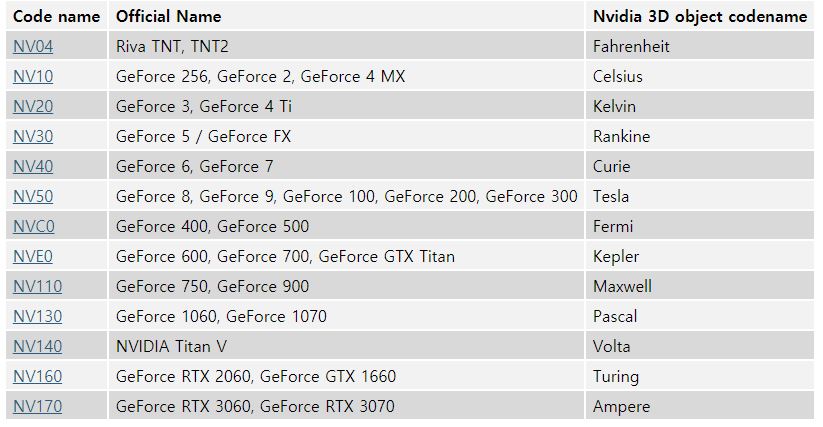 Code name Official Name Nvidia 3D object codename
NV04 Riva TNT, TNT2 Fahrenheit
NV10 GeForce 256, GeForce 2, GeForce 4 MX Celsius
NV20 GeForce 3, GeForce 4 Ti Kelvin
NV30 GeForce 5 / GeForce FX Rankine
NV40 GeForce 6, GeForce 7 Curie
NV50 GeForce 8, GeForce 9, GeForce 100, GeForce 200, GeForce 300 Tesla
NVC0 GeForce 400, GeForce 500 Fermi
NVE0 GeForce 600, GeForce 700, GeForce GTX Titan Kepler
NV110 GeForce 750, GeForce 900 Maxwell
NV130 GeForce 1060, GeForce 1070 Pascal
NV140 NVIDIA Titan V Volta
NV160 GeForce RTX 2060, GeForce GTX 1660 Turing
NV170 GeForce RTX 3060, GeForce RTX 3070 Ampere